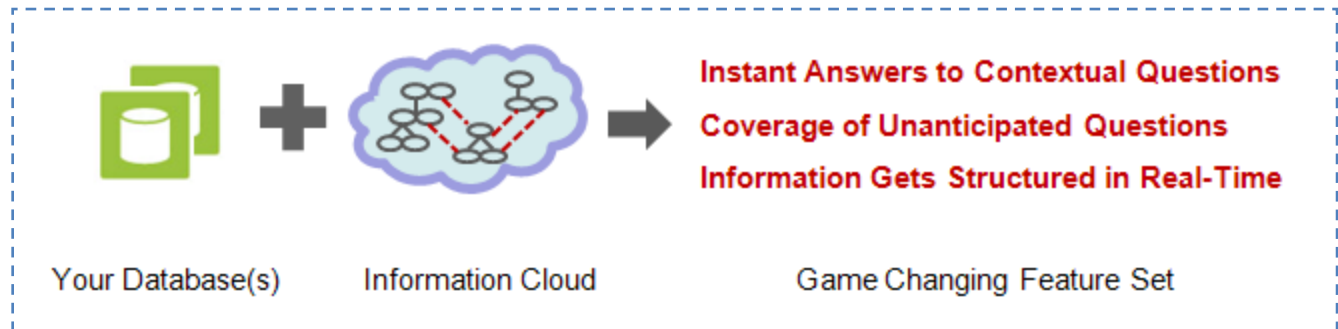 Instant Answers to Contextual Questions
Coverage of Unanticipated Questions
Information Gets Structured in Real-Time
Your Database(s)
Information Cloud
Game Changing Feature Set